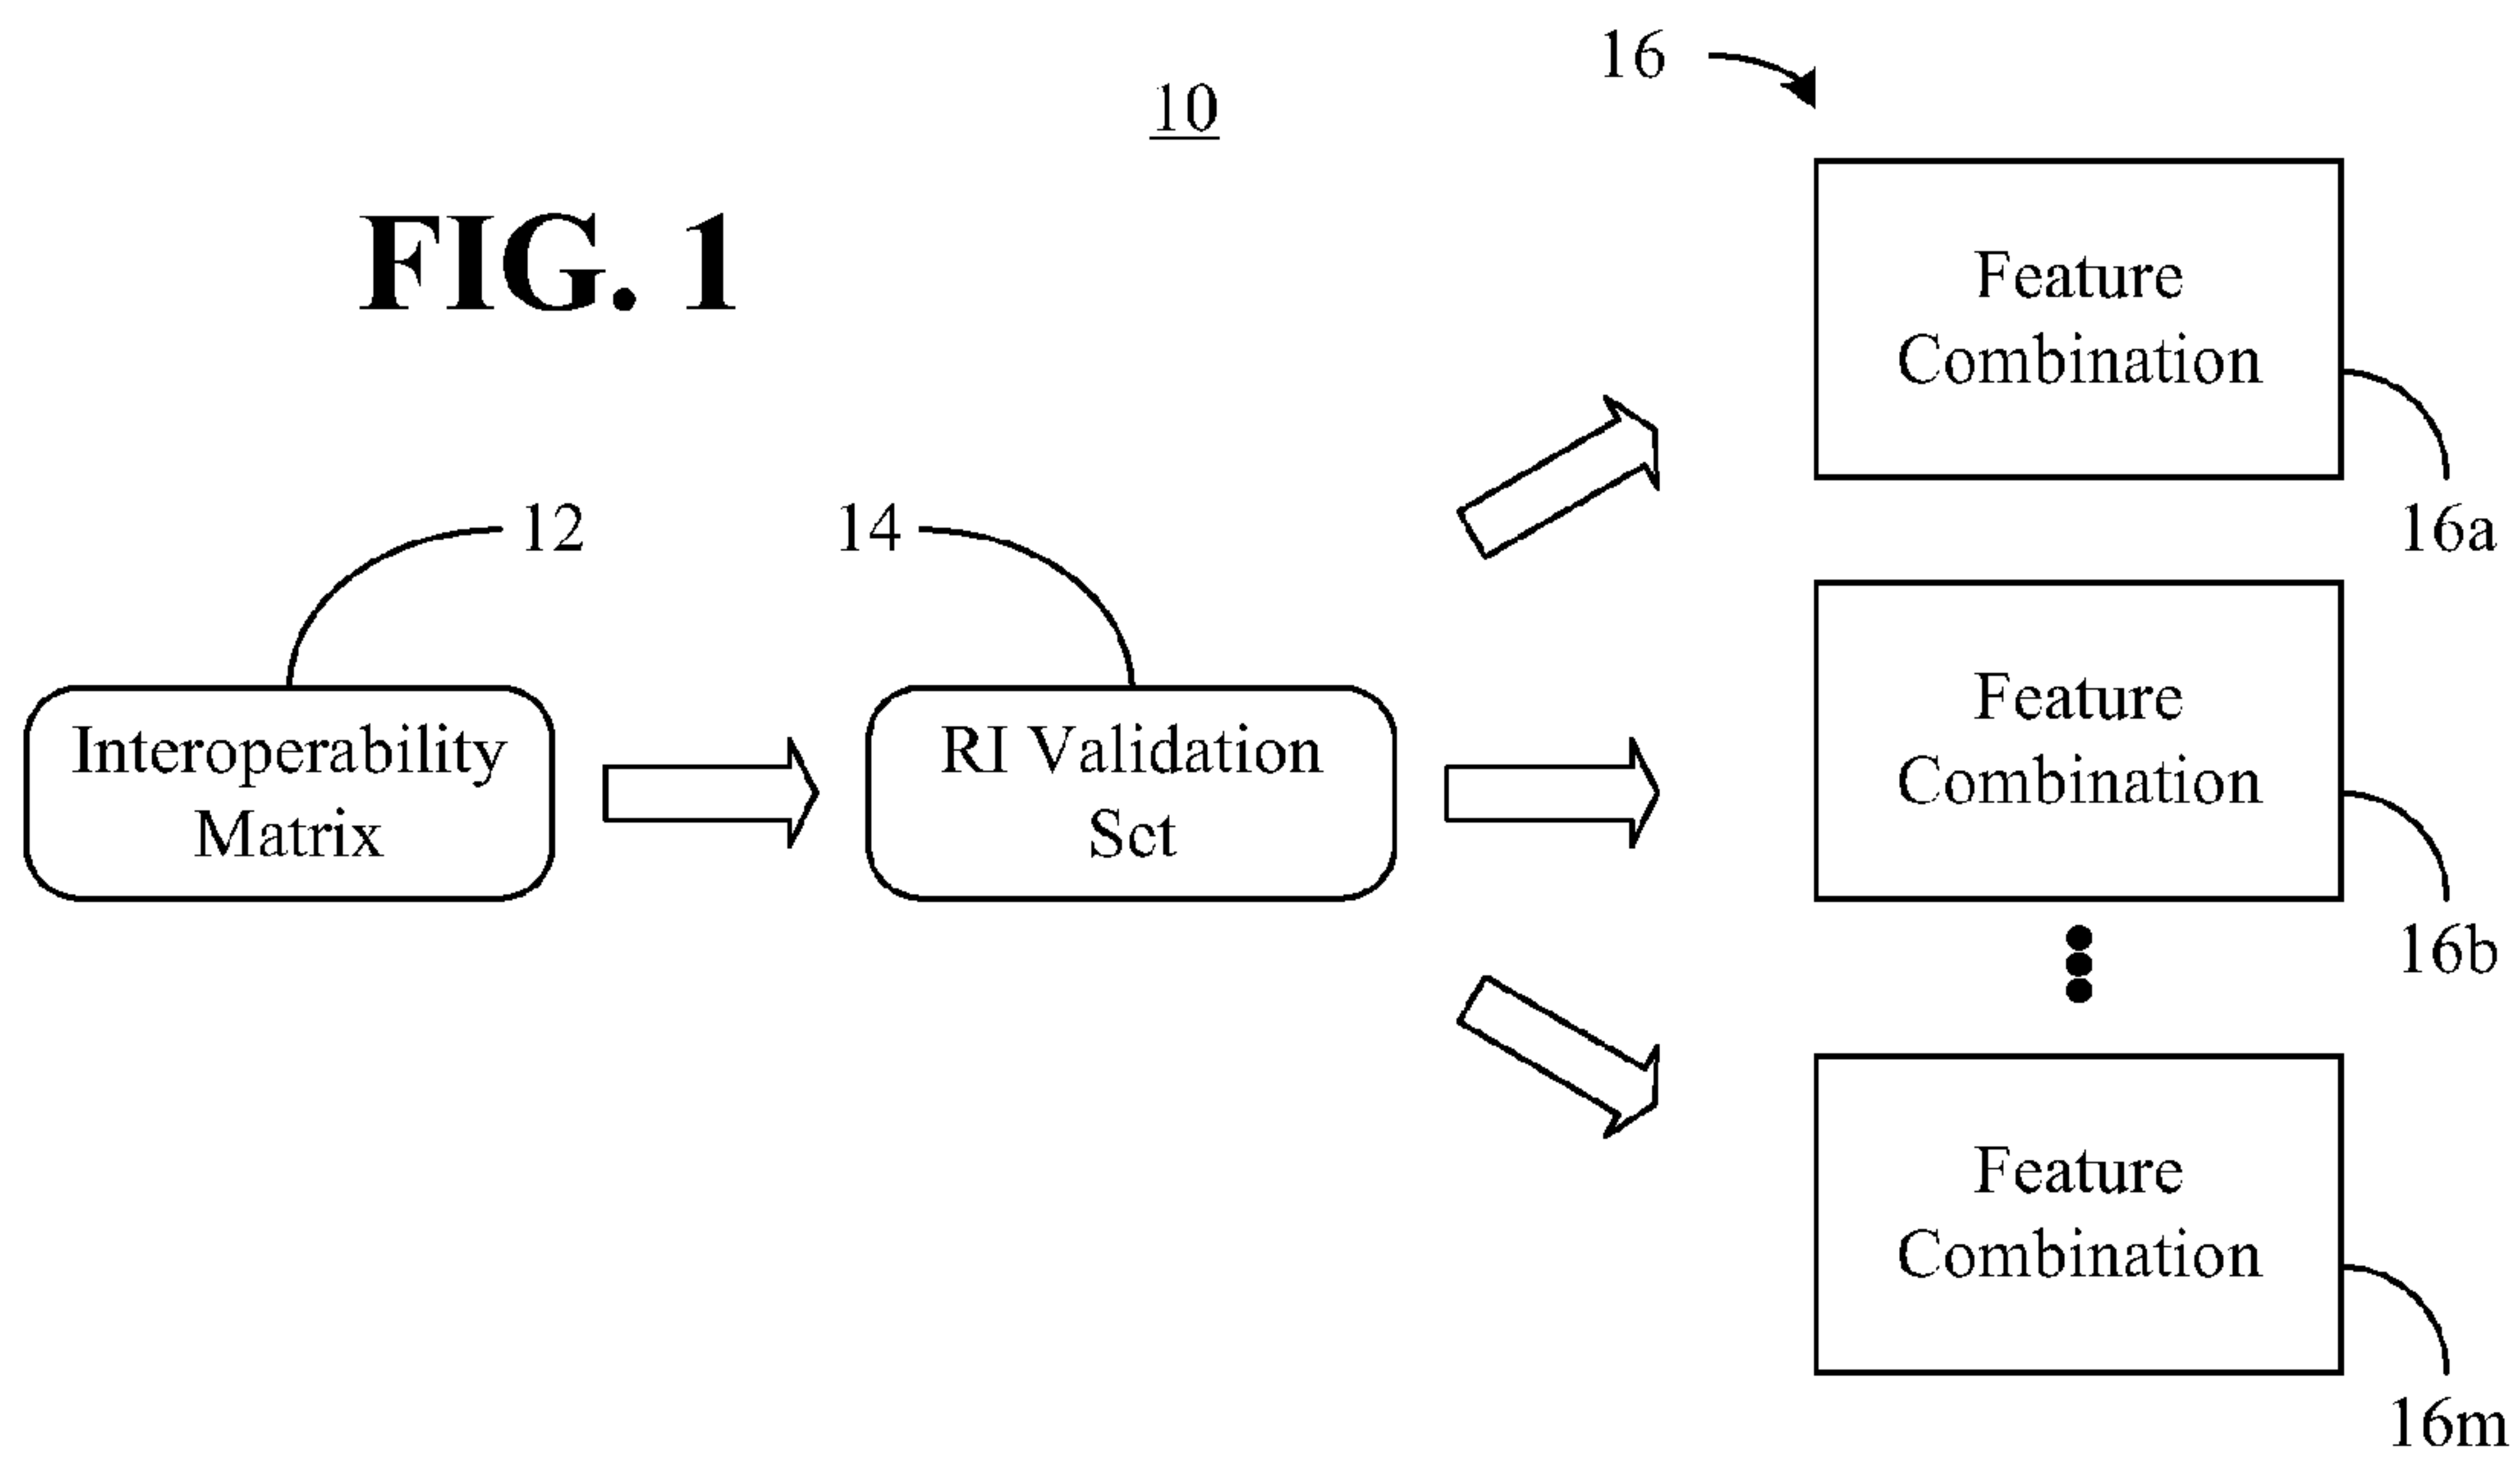 16
10
FIG. 1
Feature
Combination
16a
12
14
Interoperability
Matrix
RI Validation
Set
Feature
Combination
16b
Feature
Combination
16m